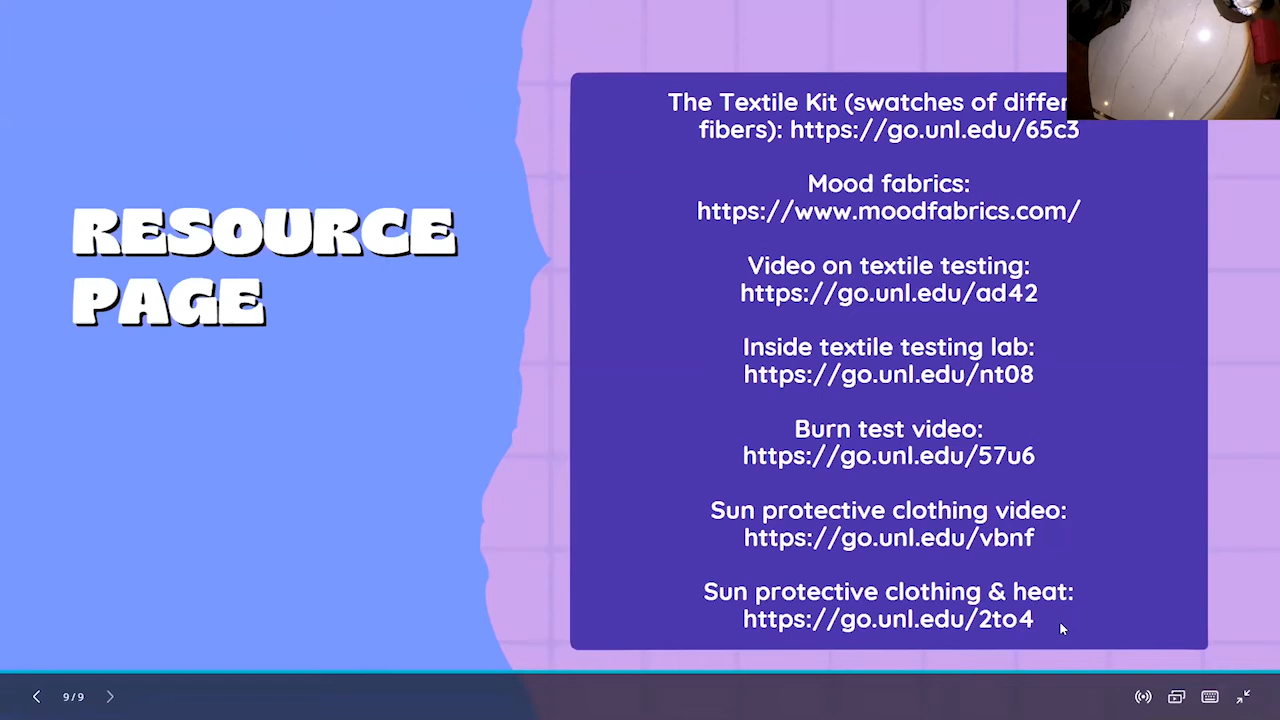 RESOURCE
PAGE
The Textile Kit (swatches of
fibers): https://go.unl.edu/65c3
Mood fabrics:
https://www.moodfabrics.com/
Video on textile testing:
https://go.unl.edu/ad42
Inside textile testing lab:
https://go.unl.edu/nt08
Burn test video:
https://go.unl.edu/57u6
Sun protective clothing video:
https://go.unl.edu/vbnf
Sun protective clothing & heat:
https://go.unl.edu/2to4
9/9